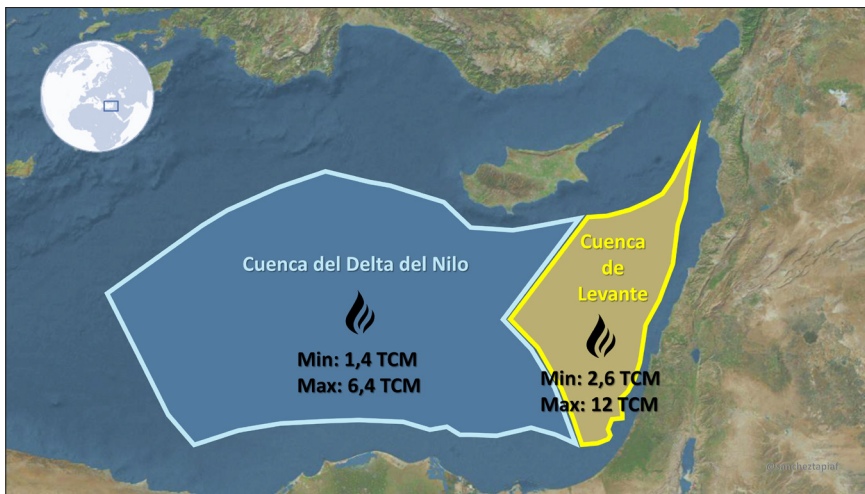 Cuenca del Delta del Nilo
Min: 1,4 TCM
Max: 6,4 TCM
Cuenca
de
Levante
Min: 2,6 TCM
Max: 12 TCM